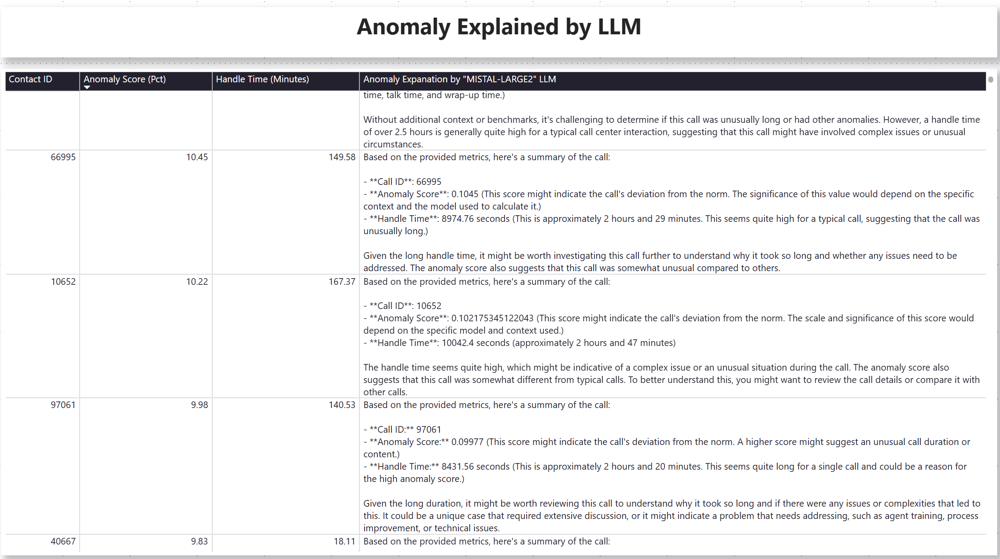 Anomaly Explained by LLM
Contact ID Anomaly Score (Pct) Handle Time (Minutes) Anomaly Expanation by "MISTAL-LARGE2" LLM
time, talk time, and wrap-up time.)
Without additional context or benchmarks, it's challenging to determine if this call was unusually long or had other anomalies. However, a handle time
of over 2.5 hours is generally quite high for a typical call center interaction, suggesting that this call might have involved complex issues or unusual
circumstances.
66995 10.45 149.58 Based on the provided metrics, here's a summary of the call:
- **Call ID**: 66995
- **Anomaly Score**: 0.1045 (This score might indicate the call's deviation from the norm. The significance of this value would depend on the specific
context and the model used to calculate it.)
- **Handle Time**: 8974.76 seconds (This is approximately 2 hours and 29 minutes. This seems quite high for a typical call, suggesting that the call was
unusually long.)
Given the long handle time, it might be worth investigating this call further to understand why it took so long and whether any issues need to be
addressed. The anomaly score also suggests that this call was somewhat unusual compared to others.
10652 10.22 167.37 Based on the provided metrics, here's a summary of the call:
- **Call ID**: 10652
- **Anomaly Score**: 0.102175345122043 (This score might indicate the call's deviation from the norm. The scale and significance of this score would
depend on the specific model and context used.)
- **Handle Time**: 10042.4 seconds (approximately 2 hours and 47 minutes)
The handle time seems quite high, which might be indicative of a complex issue or an unusual situation during the call. The anomaly score also
suggests that this call was somewhat different from typical calls. To better understand this, you might want to review the call details or compare it with
other calls.
97061 9.98 140.53 Based on the provided metrics, here's a summary of the call:
- **Call ID:** 97061
- **Anomaly Score:** 0.09977 (This score might indicate the call's deviation from the norm. A higher score might suggest an unusual call duration or
content.)
- **Handle Time:** 8431.56 seconds (This is approximately 2 hours and 20 minutes. This seems quite long for a single call and could be a reason for
the high anomaly score.)
Given the long duration, it might be worth reviewing this call to understand why it took so long and if there were any issues or complexities that led to
this. It could be a unique case that required extensive discussion, or it might indicate a problem that needs addressing, such as agent training, process
improvement, or technical issues.
40667 9.83 18.11 Based on the provided metrics, here's a summary of the call: